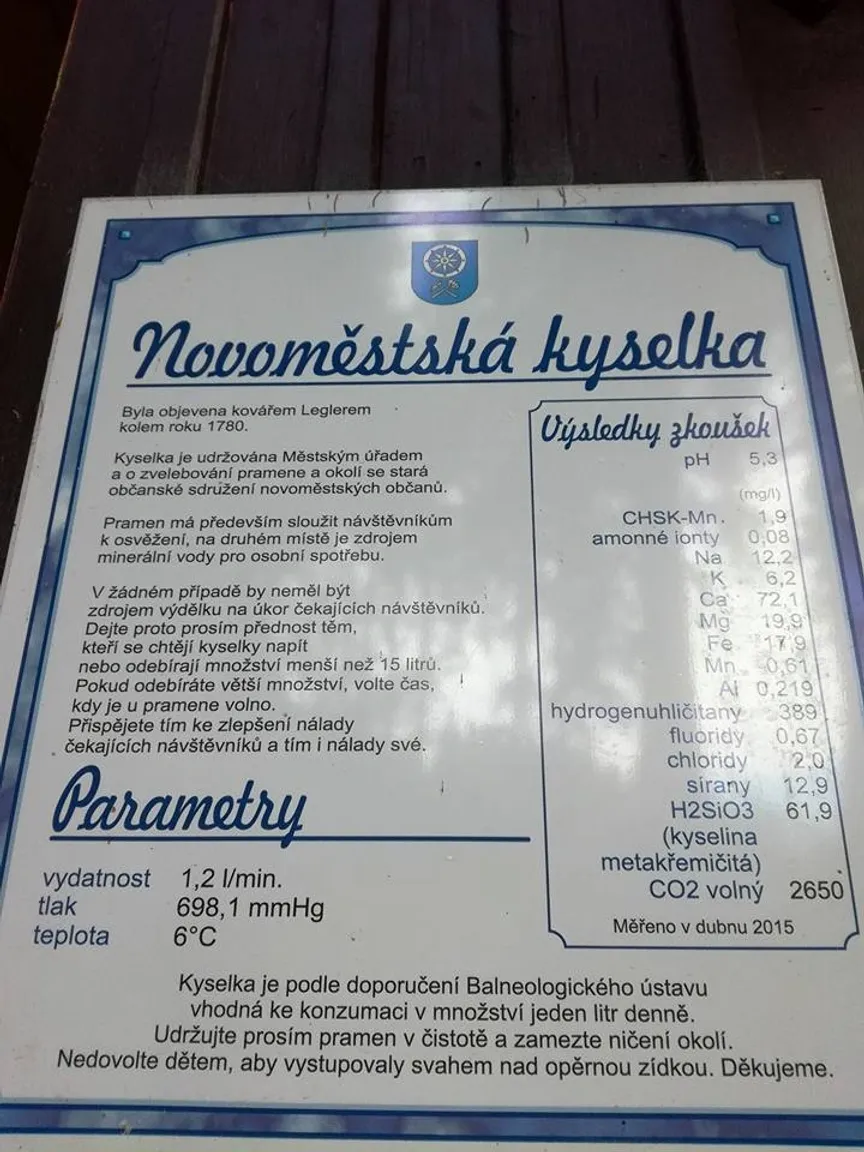 Novoměstská kyselka
Byla objevena kovářem Leglerem
kolem roku 1780.
Kyselka je udržována Městským úřadem
a o zvelebování pramene a okolí se stará
občanské sdružení novoměstských občanů.
Pramen má především sloužit návštěvníkům
k osvěžení, na druhém místě je zdrojem
minerální vody pro osobní spotřebu.
V žádném případě by neměl být
zdrojem výdělku na úkor čekajících návštěvníků.
Dejte proto prosím přednost těm,
kteří se chtějí kyselky napít
nebo odebírají množství menší než 15 litrů.
Pokud odebíráte větší množství, volte čas,
kdy je u pramene volno.
Přispějete tím ke zlepšení nálady
čekajících návštěvníků a tím i nálady své.
Parametry
vydatnost 1,2 l/min.
tlak 698,1 mmHg
teplota 6°C
Výsledky zkoušek
pH 5,3
(mg/l)
CHSK-Mn. 1,9
amonné ionty 0,08
Na 12,2
K 6,2
Ca 72,1
Mg 19,9
Fe 17,9
Mn 0,61
Al 0,219
hydrogenuhličitany 389
fluoridy 0,67
chloridy 2,0
sírany 12,9
H2SiO3 61,9
(kyselina
metakřemičitá)
CO2 volný 2650
Měřeno v dubnu 2015
Kyselka je podle doporučení Balneologického ústavu
vhodná ke konzumaci v množství jeden litr denně.
Udržujte prosím pramen v čistotě a zamezte ničení okolí.
Nedovolte dětem, aby vystupovaly svahem nad opěrnou zídkou. Děkujeme.